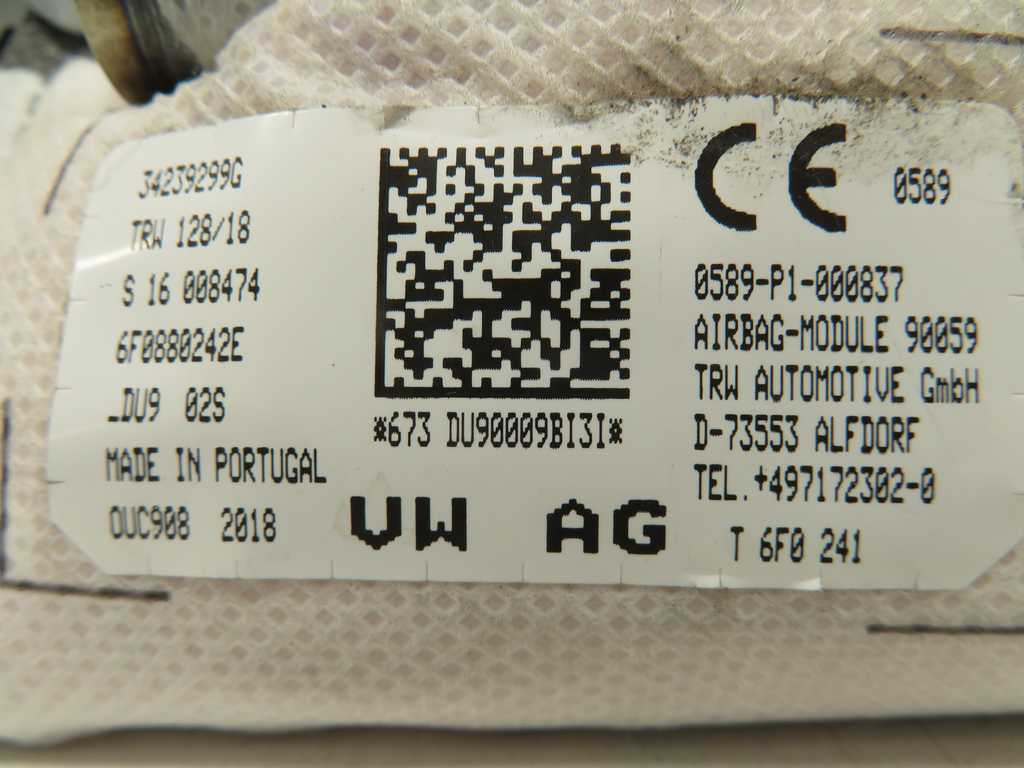 34239299G
TRW 128/18
S 16 008474
6F0880242E
_DU9 02S
MADE IN PORTUGAL
OUC908 2018
*673 DU90009BI3I*
VW AG
CE 0589
0589-P1-000837
AIRBAG-MODULE 90059
TRW AUTOMOTIVE GmbH
D-73553 ALFDORF
TEL.+497172302-0
T 6F0 241